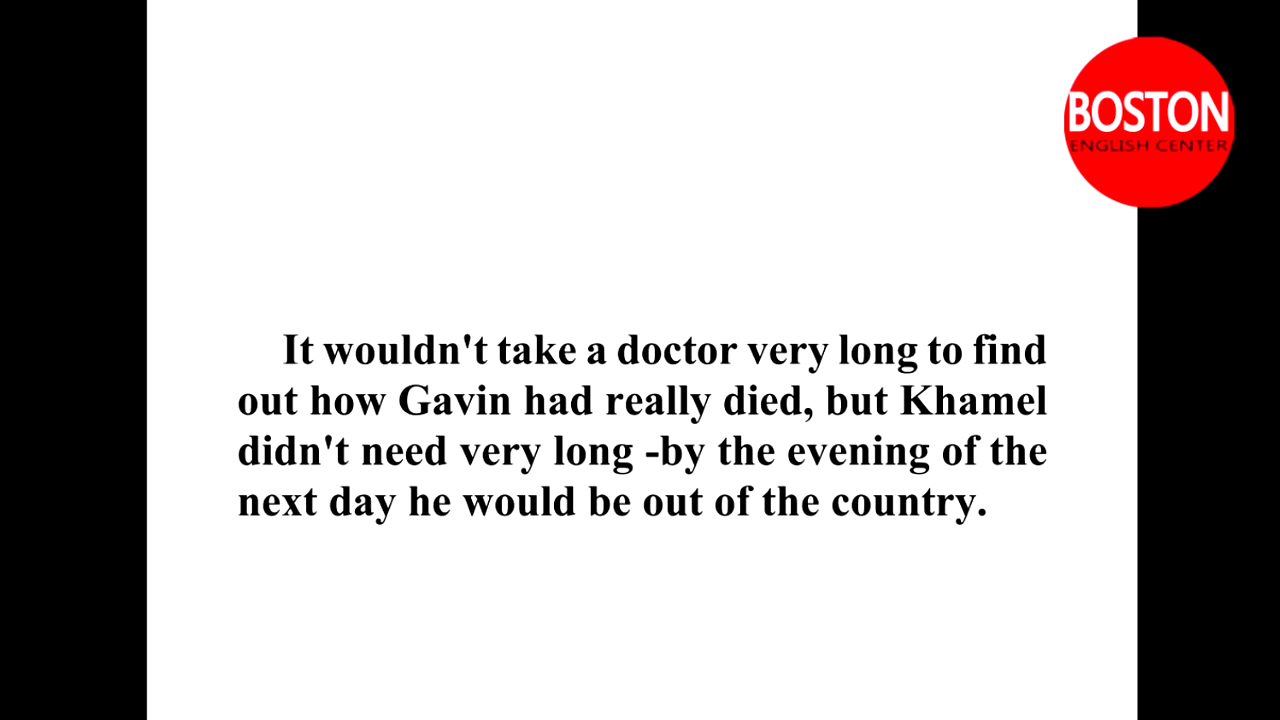 BOSTON
ENGLISH CENTER
It wouldn't take a doctor very long to find
out how Gavin had really died, but Khamel
didn't need very long -by the evening of the
next day he would be out of the country.